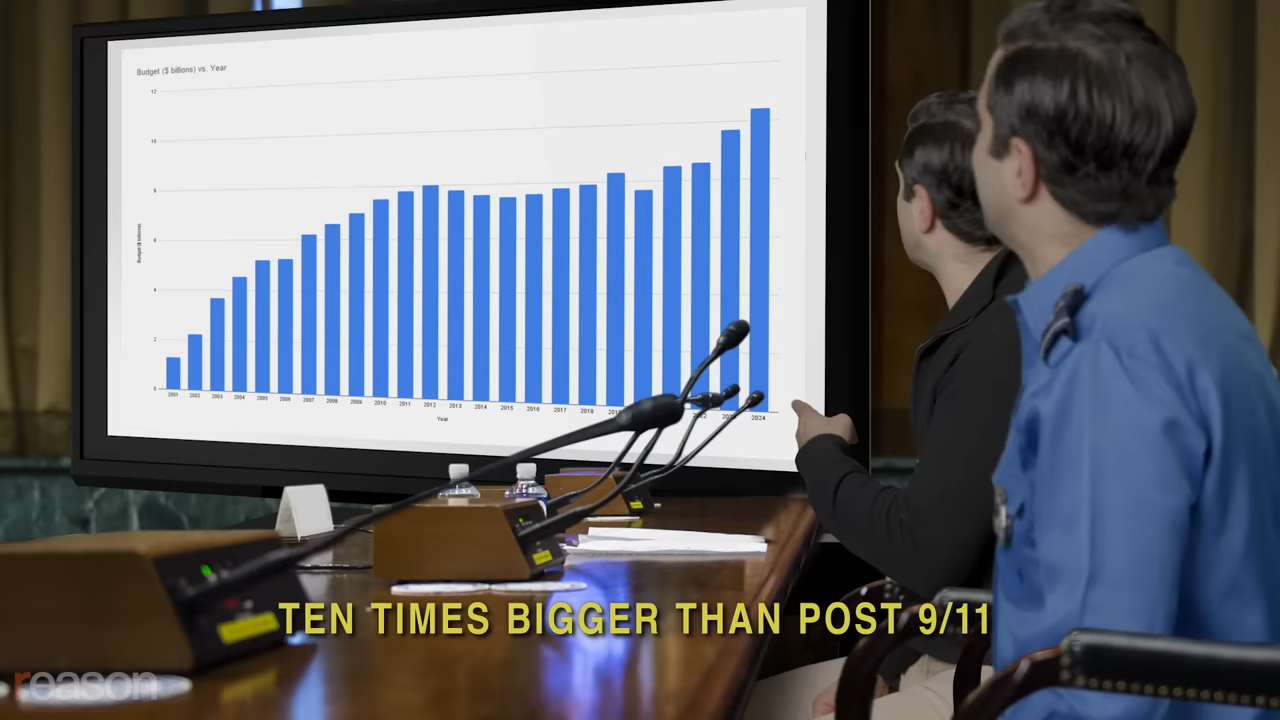 Budget ($ billions) vs. Year
12
10
8
6
4
2
0
Budget ($ billions)
2001 2002 2003 2004 2005 2006 2007 2008 2009 2010 2011 2012 2013 2014 2015 2016 2017 2018 2024
Year
TEN TIMES BIGGER THAN POST 9/11
reason